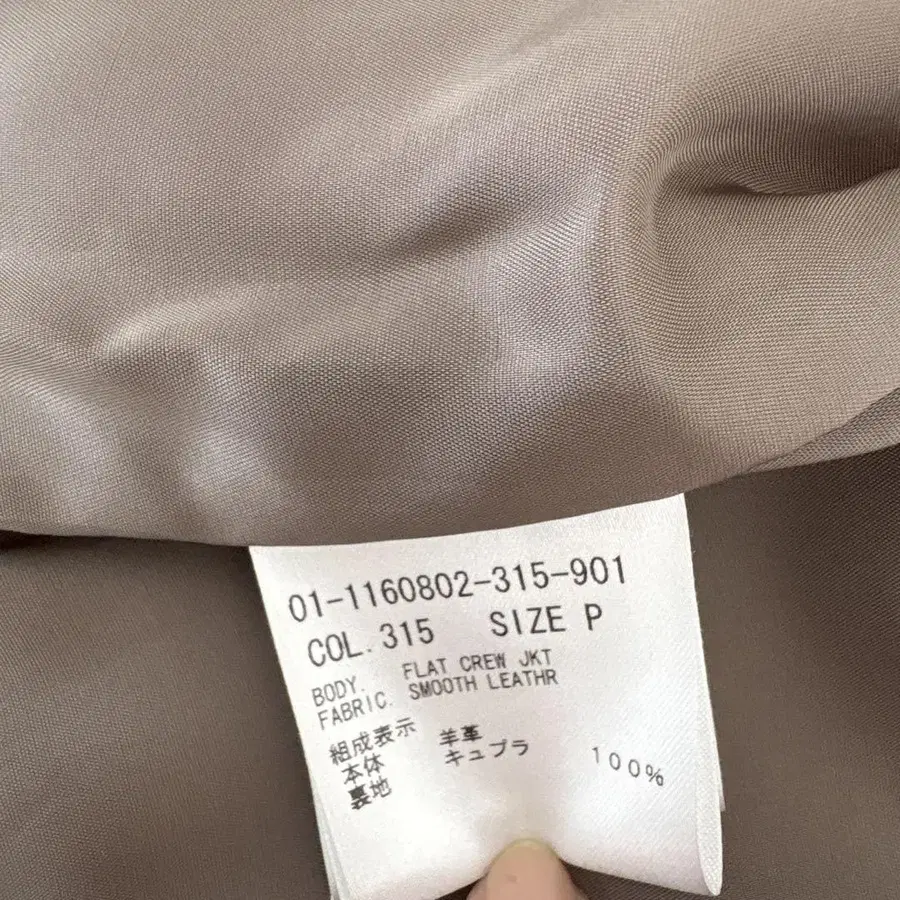 01-1160802-315-901
COL. 315 SIZE P
BODY. FLAT CREW JKT
FABRIC. SMOOTH LEATHR
組成表示
本体 羊革
裏地 キュプラ 100%